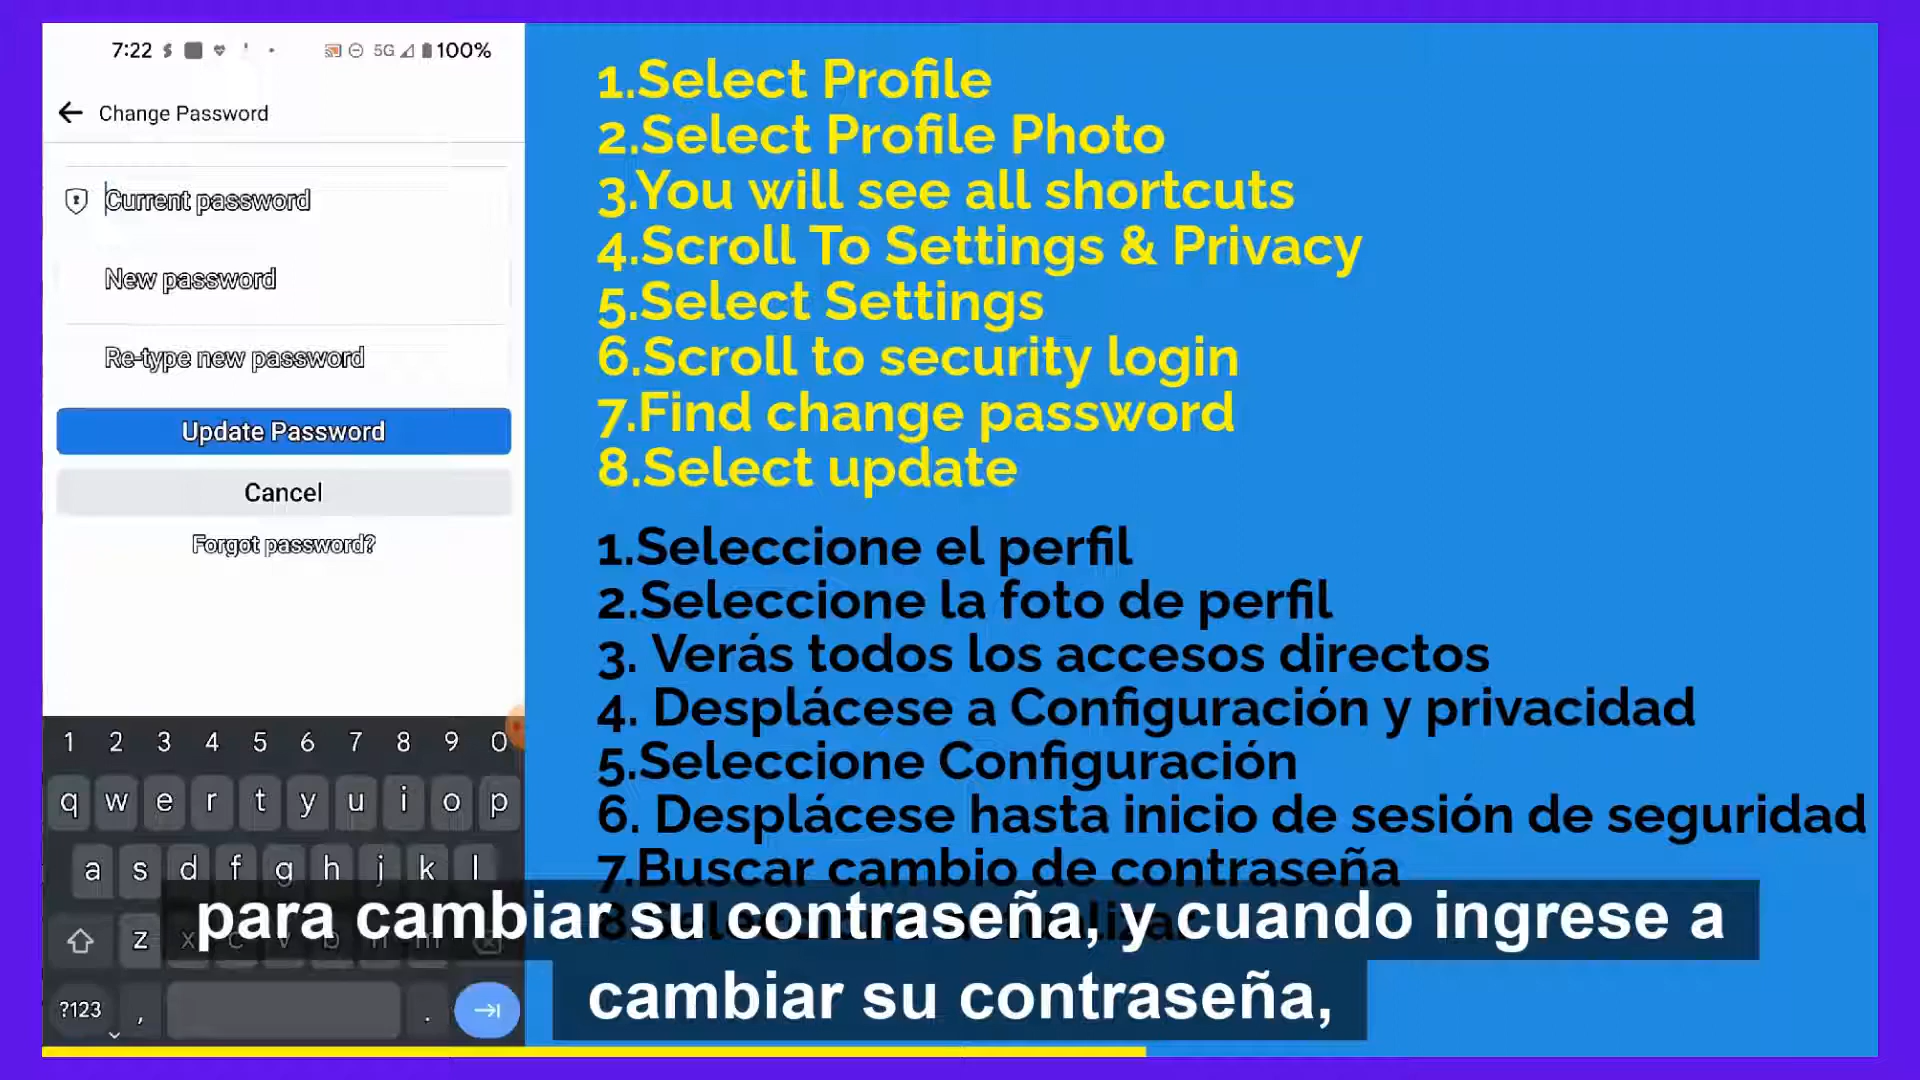 7:22
5G
100%
Change Password
Current password
New password
Re-type new password
Update Password
Cancel
Forgot password?
1 2 3 4 5 6 7 8 9 0
q w e r t y u i o p
a s d f g h j k l
z x c v b n m
?123 , .
1.Select Profile
2.Select Profile Photo
3.You will see all shortcuts
4.Scroll To Settings & Privacy
5.Select Settings
6.Scroll to security login
7.Find change password
8.Select update
1.Seleccione el perfil
2.Seleccione la foto de perfil
3. Verás todos los accesos directos
4. Desplácese a Configuración y privacidad
5.Seleccione Configuración
6. Desplácese hasta inicio de sesión de seguridad
7.Buscar cambio de contraseña
para cambiar su contraseña, y cuando ingrese a
cambiar su contraseña,